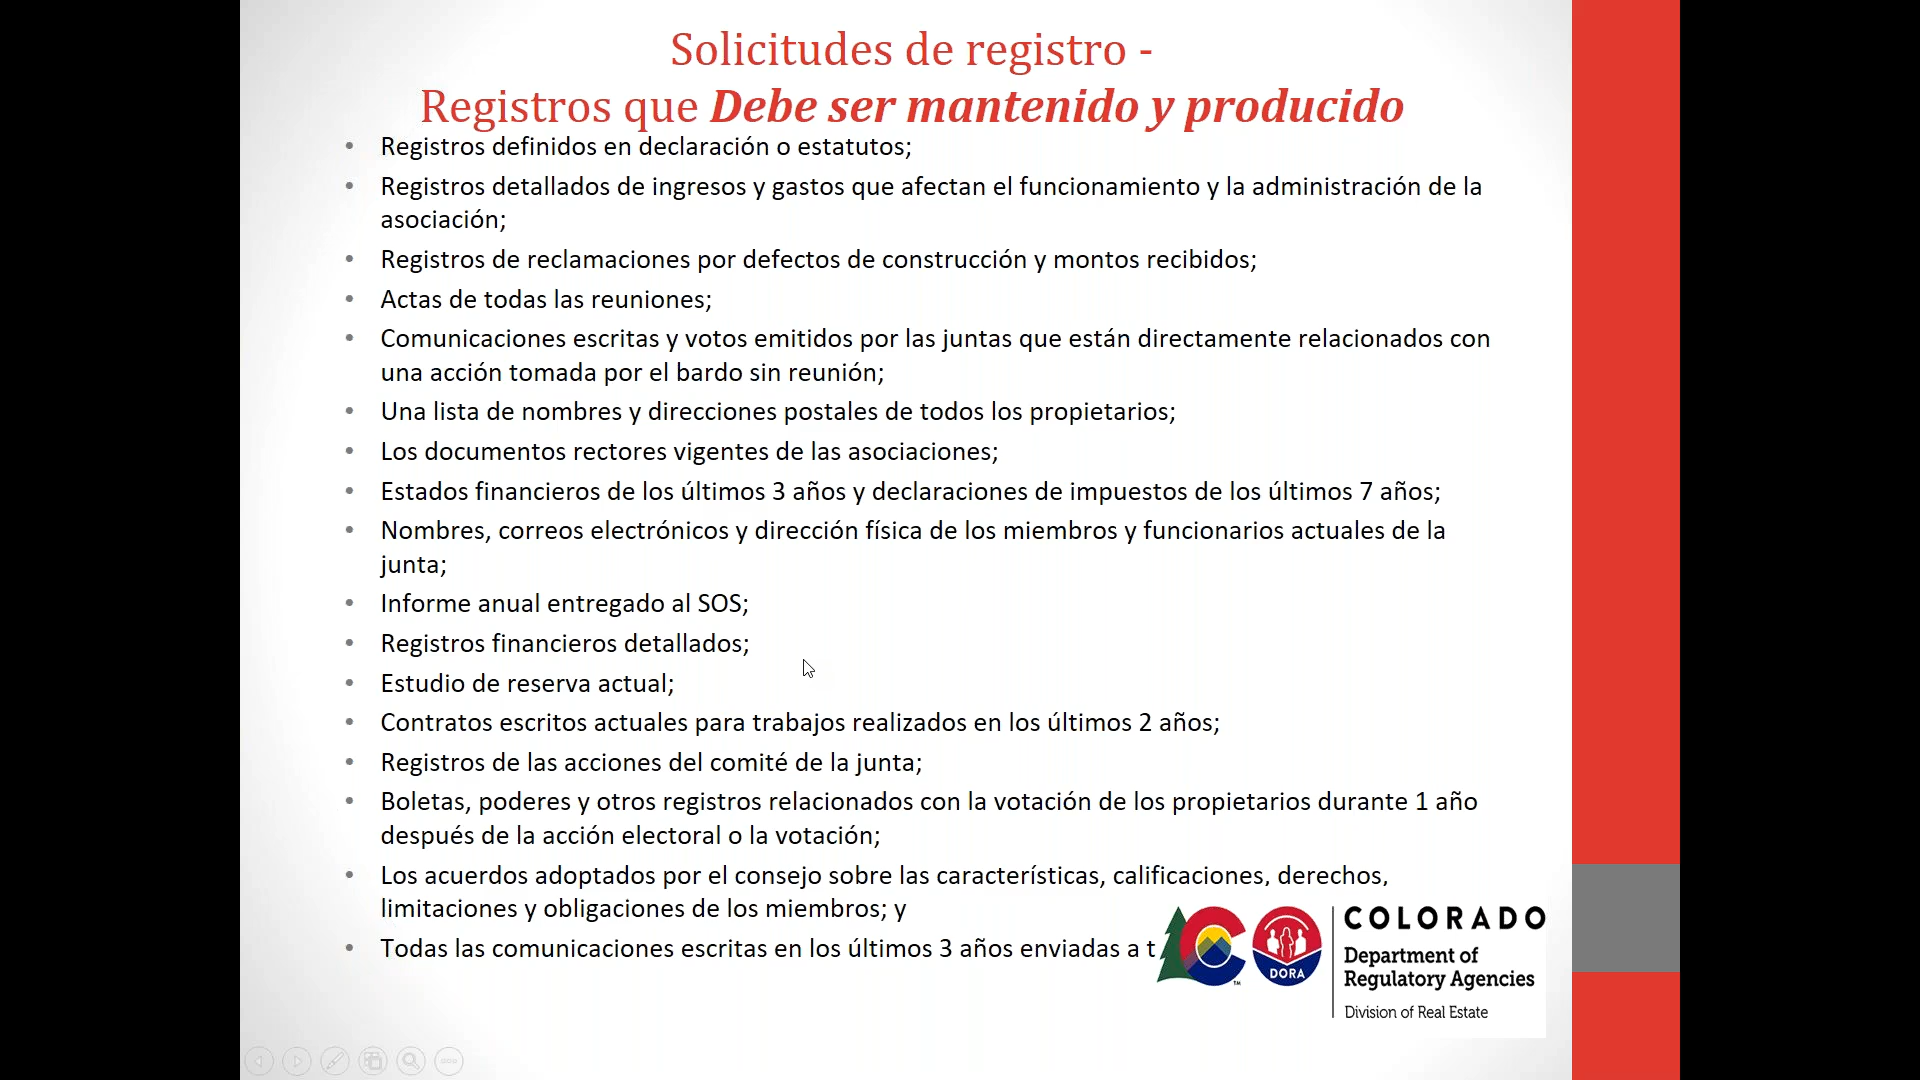 Solicitudes de registro -
Registros que Debe ser mantenido y producido
• Registros definidos en declaración o estatutos;
• Registros detallados de ingresos y gastos que afectan el funcionamiento y la administración de la
asociación;
• Registros de reclamaciones por defectos de construcción y montos recibidos;
• Actas de todas las reuniones;
• Comunicaciones escritas y votos emitidos por las juntas que están directamente relacionados con
una acción tomada por el bardo sin reunión;
• Una lista de nombres y direcciones postales de todos los propietarios;
• Los documentos rectores vigentes de las asociaciones;
• Estados financieros de los últimos 3 años y declaraciones de impuestos de los últimos 7 años;
• Nombres, correos electrónicos y dirección física de los miembros y funcionarios actuales de la
junta;
• Informe anual entregado al SOS;
• Registros financieros detallados;
• Estudio de reserva actual;
• Contratos escritos actuales para trabajos realizados en los últimos 2 años;
• Registros de las acciones del comité de la junta;
• Boletas, poderes y otros registros relacionados con la votación de los propietarios durante 1 año
después de la acción electoral o la votación;
• Los acuerdos adoptados por el consejo sobre las características, calificaciones, derechos,
limitaciones y obligaciones de los miembros; y
• Todas las comunicaciones escritas en los últimos 3 años enviadas a t
DORA
TM
COLORADO
Department of
Regulatory Agencies
Division of Real Estate